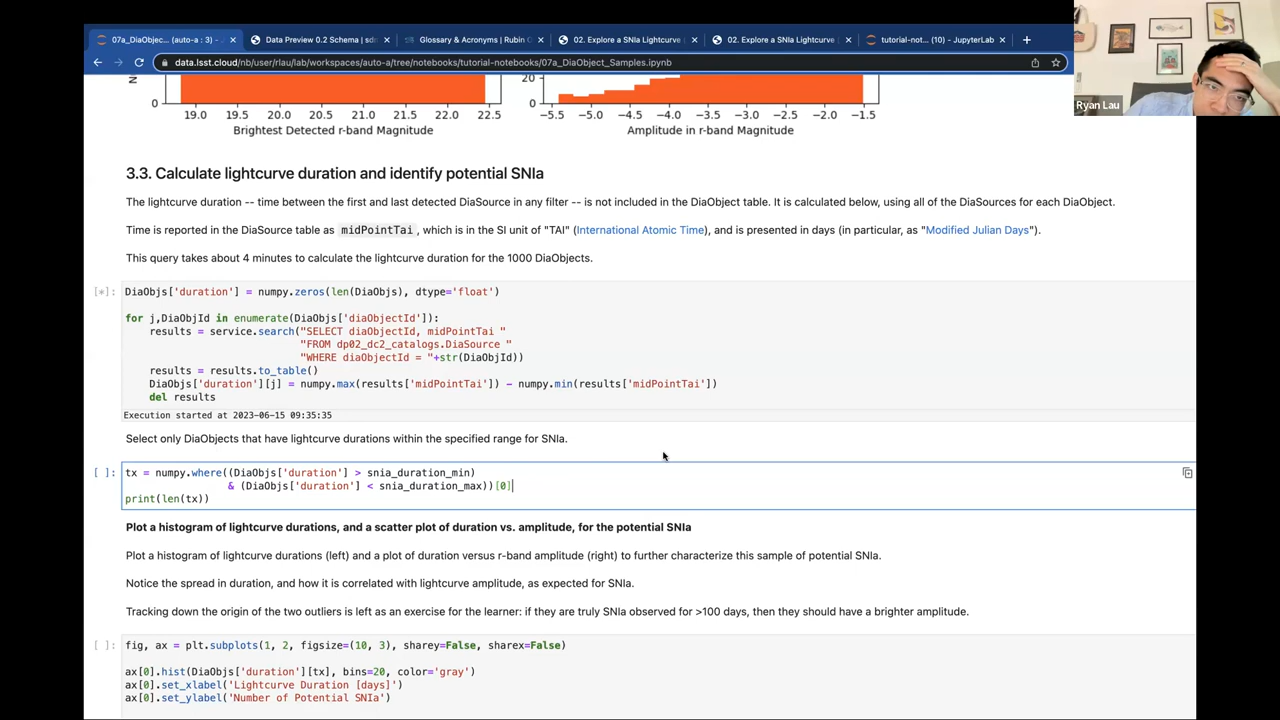 07a_DiaObjec... (auto-a : 3) -
Data Preview 0.2 Schema | sd
Glossary & Acronyms | Rubin
02. Explore a SNIa Lightcurve
02. Explore a SNIa Lightcurve
tutorial-not... (10) - JupyterLab
data.lsst.cloud/nb/user/rlau/lab/workspaces/auto-a/tree/notebooks/tutorial-notebooks/07a_DiaObject_Samples.ipynb
Ryan Lau
N
0
19.0 19.5 20.0 20.5 21.0 21.5 22.0 22.5
Brightest Detected r-band Magnitude
20
0
−5.5 −5.0 −4.5 −4.0 −3.5 −3.0 −2.5 −2.0 −1.5
Amplitude in r-band Magnitude
3.3. Calculate lightcurve duration and identify potential SNIa
The lightcurve duration -- time between the first and last detected DiaSource in any filter -- is not included in the DiaObject table. It is calculated below, using all of the DiaSources for each DiaObject.
Time is reported in the DiaSource table as midPointTai , which is in the SI unit of "TAI" (International Atomic Time), and is presented in days (in particular, as "Modified Julian Days").
This query takes about 4 minutes to calculate the lightcurve duration for the 1000 DiaObjects.
[*]: DiaObjs['duration'] = numpy.zeros(len(DiaObjs), dtype='float')
for j,DiaObjId in enumerate(DiaObjs['diaObjectId']):
results = service.search("SELECT diaObjectId, midPointTai "
"FROM dp02_dc2_catalogs.DiaSource "
"WHERE diaObjectId = "+str(DiaObjId))
results = results.to_table()
DiaObjs['duration'][j] = numpy.max(results['midPointTai']) - numpy.min(results['midPointTai'])
del results
Execution started at 2023-06-15 09:35:35
Select only DiaObjects that have lightcurve durations within the specified range for SNIa.
[ ]: tx = numpy.where((DiaObjs['duration'] > snia_duration_min)
& (DiaObjs['duration'] < snia_duration_max))[0]
print(len(tx))
Plot a histogram of lightcurve durations, and a scatter plot of duration vs. amplitude, for the potential SNIa
Plot a histogram of lightcurve durations (left) and a plot of duration versus r-band amplitude (right) to further characterize this sample of potential SNIa.
Notice the spread in duration, and how it is correlated with lightcurve amplitude, as expected for SNIa.
Tracking down the origin of the two outliers is left as an exercise for the learner: if they are truly SNIa observed for >100 days, then they should have a brighter amplitude.
[ ]: fig, ax = plt.subplots(1, 2, figsize=(10, 3), sharey=False, sharex=False)
ax[0].hist(DiaObjs['duration'][tx], bins=20, color='gray')
ax[0].set_xlabel('Lightcurve Duration [days]')
ax[0].set_ylabel('Number of Potential SNIa')